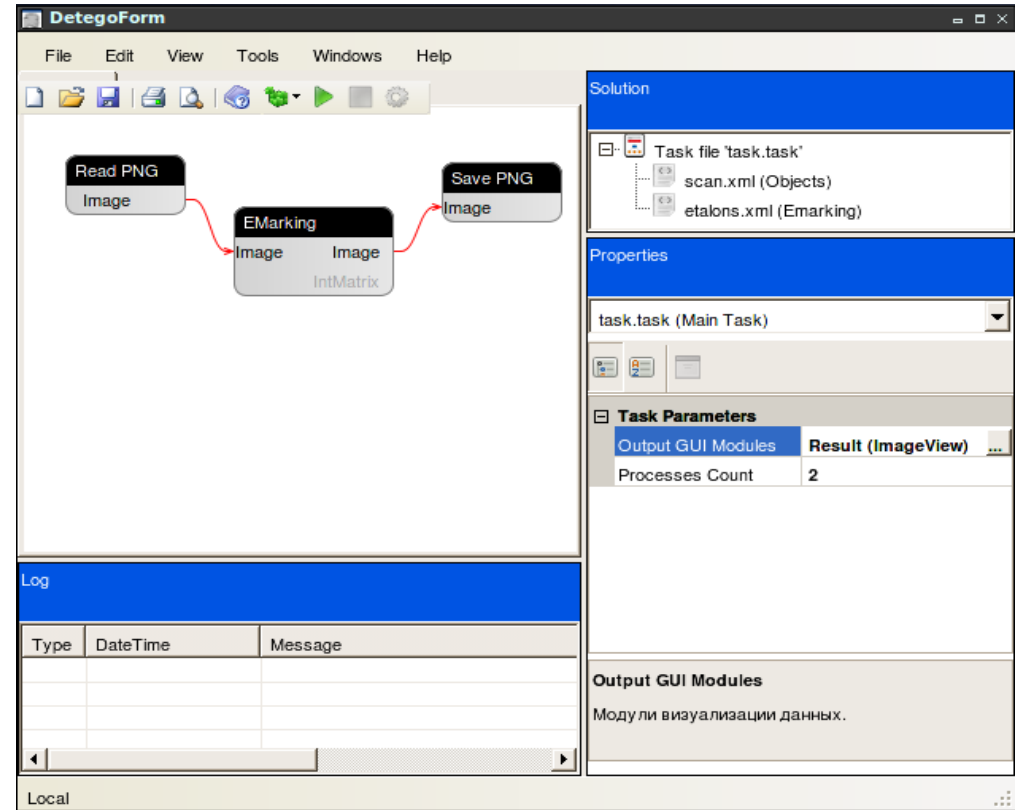 DetegoForm
File Edit View Tools Windows Help
Read PNG
Image
EMarking
Image Image
IntMatrix
Save PNG
Image
Solution
Task file 'task.task'
scan.xml (Objects)
etalons.xml (Emarking)
Properties
task.task (Main Task)
Task Parameters
Output GUI Modules Result (ImageView) ...
Processes Count 2
Output GUI Modules
Модули визуализации данных.
Log
Type DateTime Message
Local